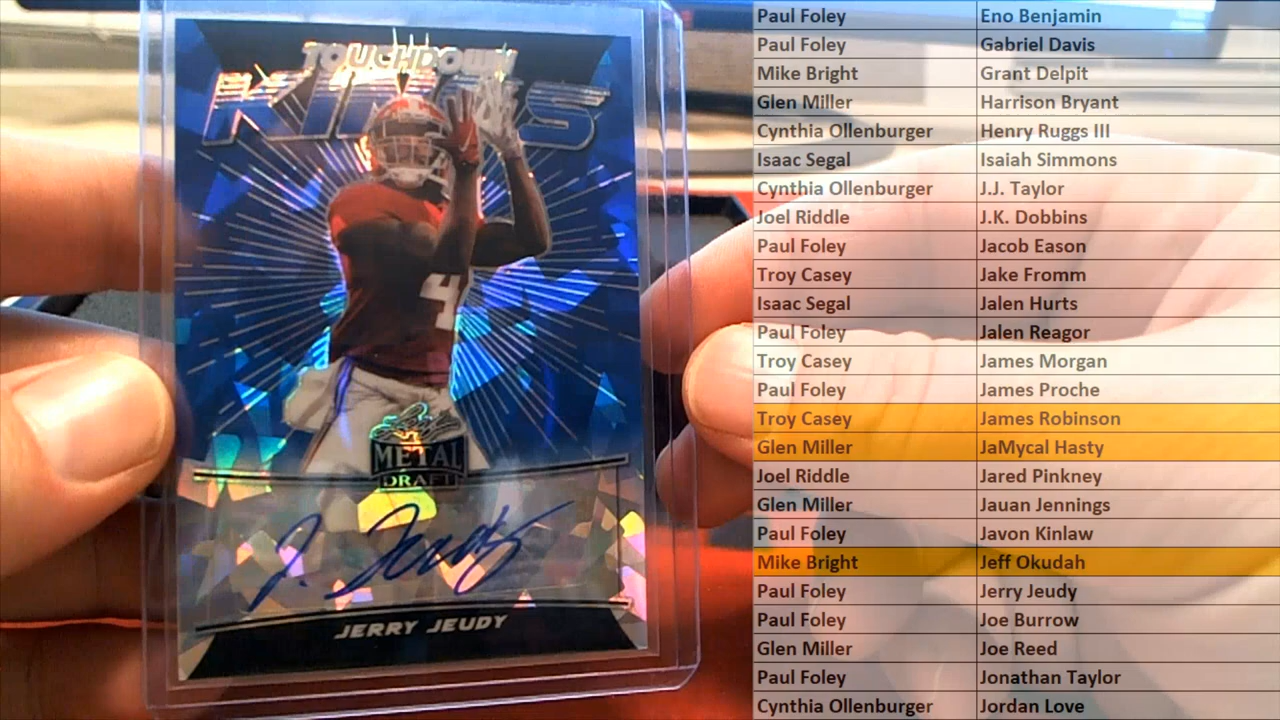 TOUCHDOWN
KINGS
4
Leaf
METAL
DRAFT
J. Jeudy
JERRY JEUDY
Paul Foley Eno Benjamin
Paul Foley Gabriel Davis
Mike Bright Grant Delpit
Glen Miller Harrison Bryant
Cynthia Ollenburger Henry Ruggs III
Isaac Segal Isaiah Simmons
Cynthia Ollenburger J.J. Taylor
Joel Riddle J.K. Dobbins
Paul Foley Jacob Eason
Troy Casey Jake Fromm
Isaac Segal Jalen Hurts
Paul Foley Jalen Reagor
Troy Casey James Morgan
Paul Foley James Proche
Troy Casey James Robinson
Glen Miller JaMycal Hasty
Joel Riddle Jared Pinkney
Glen Miller Jauan Jennings
Paul Foley Javon Kinlaw
Mike Bright Jeff Okudah
Paul Foley Jerry Jeudy
Paul Foley Joe Burrow
Glen Miller Joe Reed
Paul Foley Jonathan Taylor
Cynthia Ollenburger Jordan Love